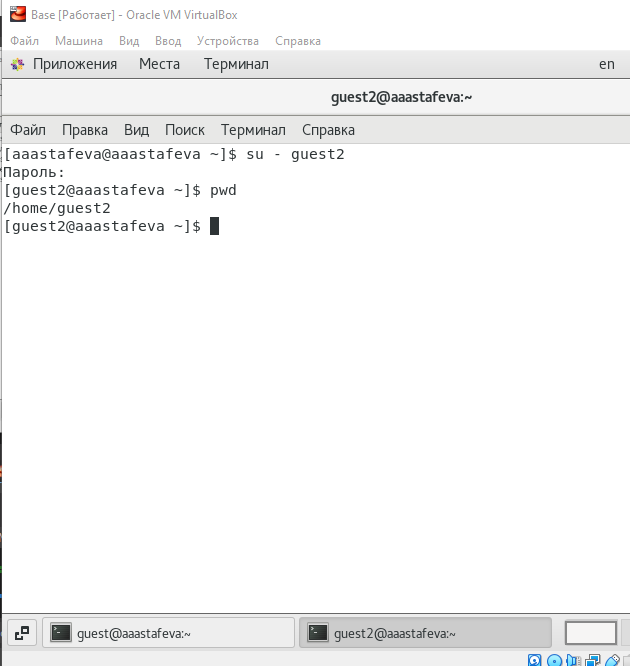 Base [Работает] - Oracle VM VirtualBox
Файл Машина Вид Ввод Устройства Справка
Приложения Места Терминал en
guest2@aaastafeva:~
Файл Правка Вид Поиск Терминал Справка
[aaastafeva@aaastafeva ~]$ su - guest2
Пароль:
[guest2@aaastafeva ~]$ pwd
/home/guest2
[guest2@aaastafeva ~]$
guest@aaastafeva:~ guest2@aaastafeva:~